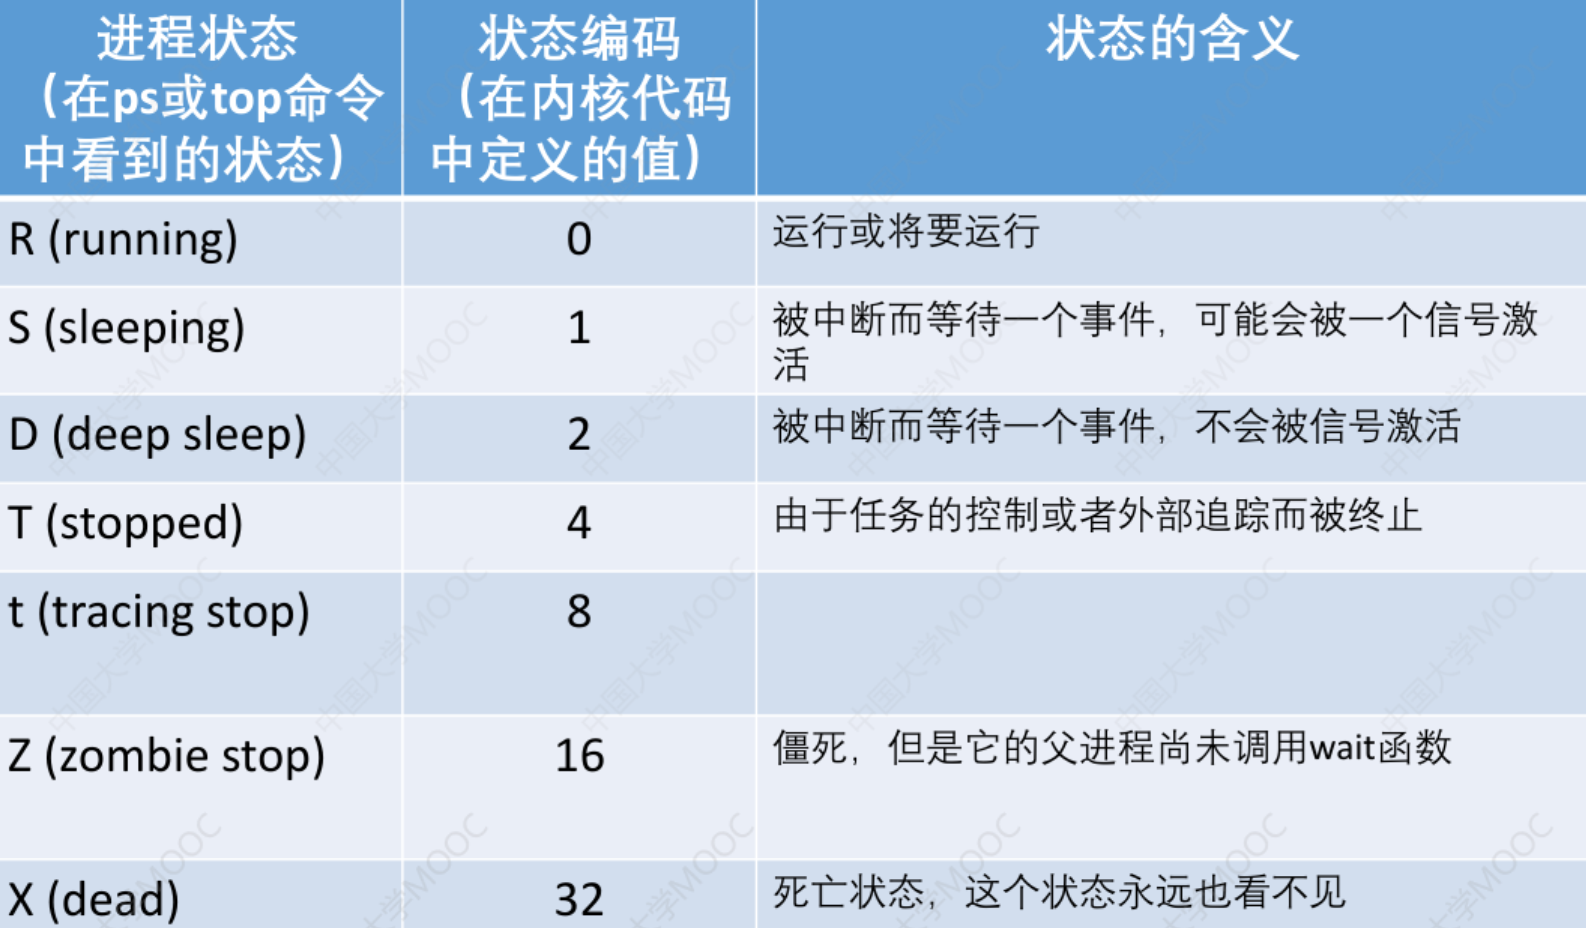 进程状态
（在ps或top命令
中看到的状态）
状态编码
（在内核代码
中定义的值）
状态的含义
R (running)
0
运行或将要运行
S (sleeping)
1
被中断而等待一个事件，可能会被一个信号激
活
D (deep sleep)
2
被中断而等待一个事件，不会被信号激活
T (stopped)
4
由于任务的控制或者外部追踪而被终止
t (tracing stop)
8
Z (zombie stop)
16
僵死，但是它的父进程尚未调用wait函数
X (dead)
32
死亡状态，这个状态永远也看不见
中国大学MOOC